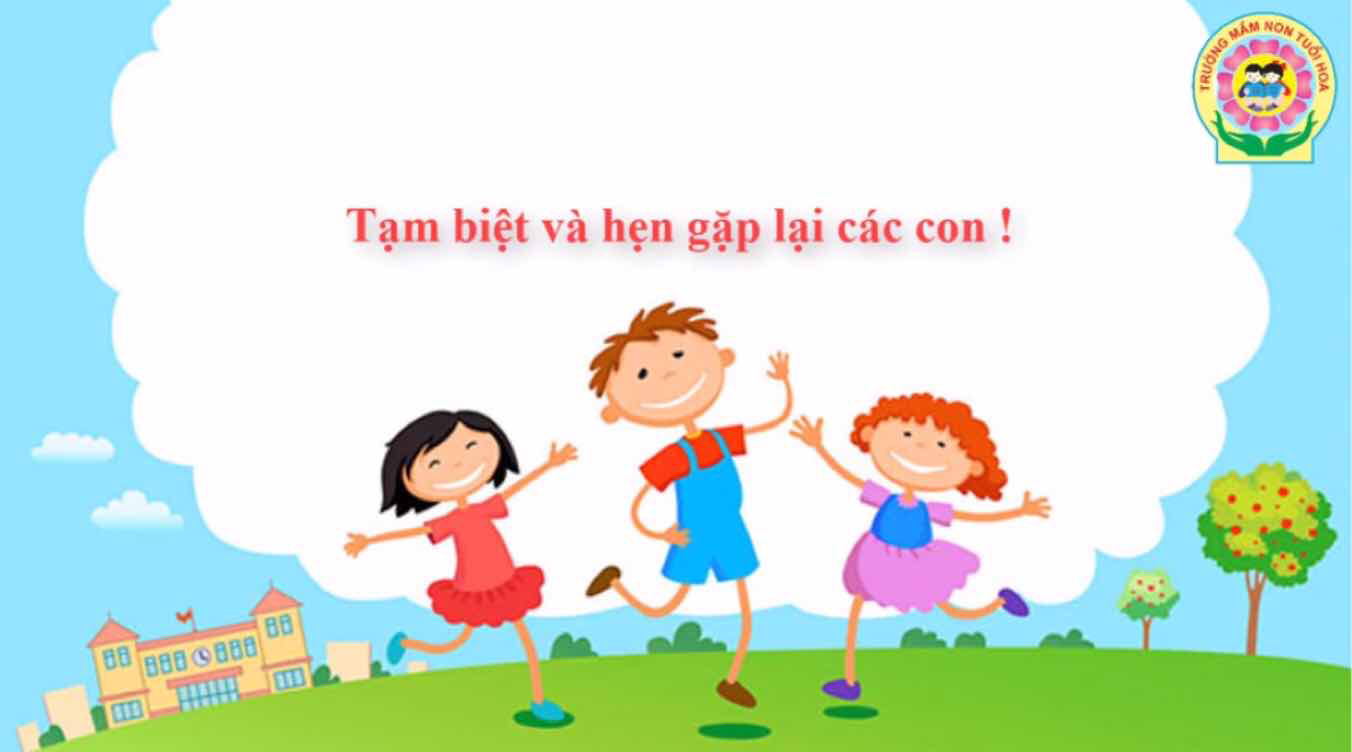 TRƯỜNG MẦM NON TUỔI HOA
Tạm biệt và hẹn gặp lại các con !